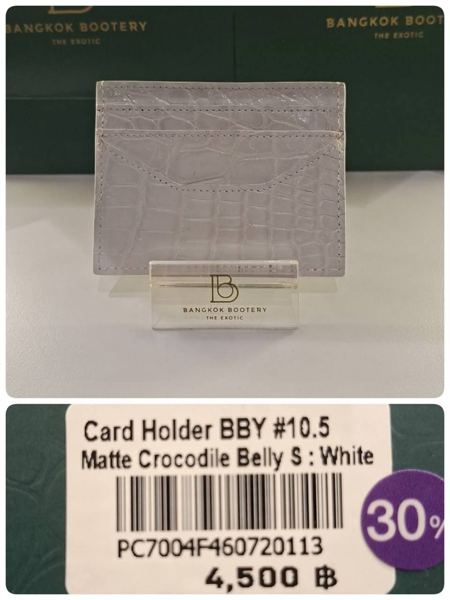 BANGKOK BOOTERY
THE EXOTIC
BANGKOK BOOTERY
THE EXOTIC
B
BANGKOK BOOTERY
THE EXOTIC
Card Holder BBY #10.5
Matte Crocodile Belly S : White
PC7004F460720113
30%
4,500 ฿